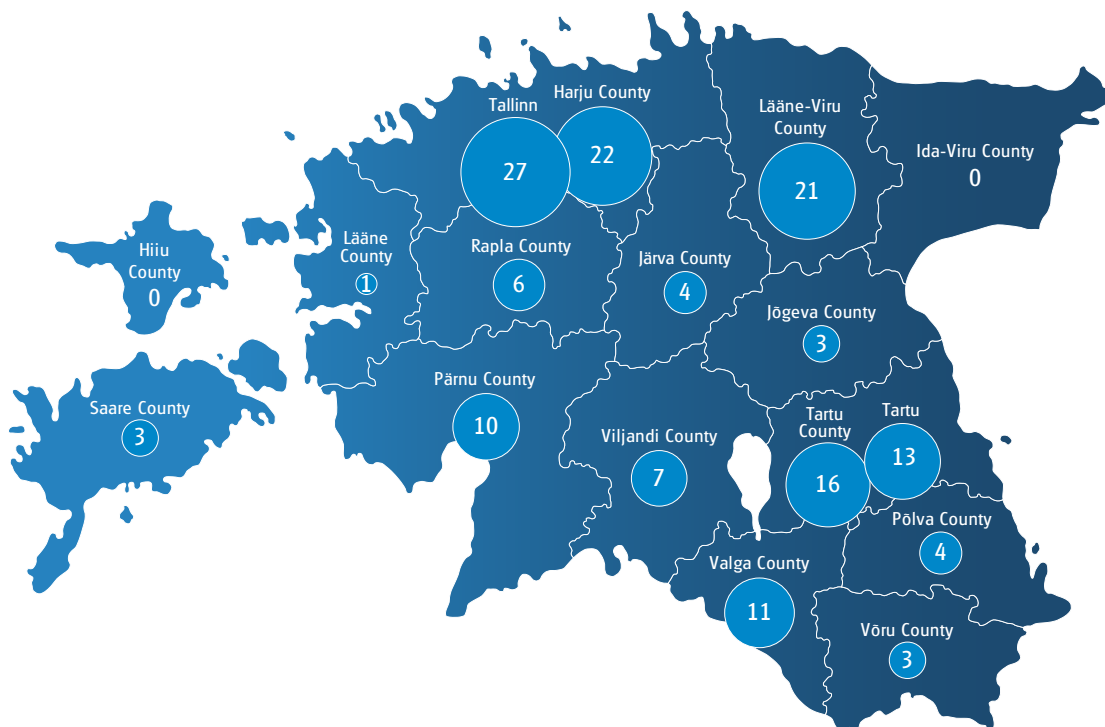 Tallinn
27
Harju County
22
Lääne-Viru
County
21
Ida-Viru County
0
Hiiu
County
0
Lääne
County
1
Rapla County
6
Järva County
4
Jõgeva County
3
Saare County
3
Pärnu County
10
Viljandi County
7
Tartu
County
16
Tartu
13
Põlva County
4
Valga County
11
Võru County
3